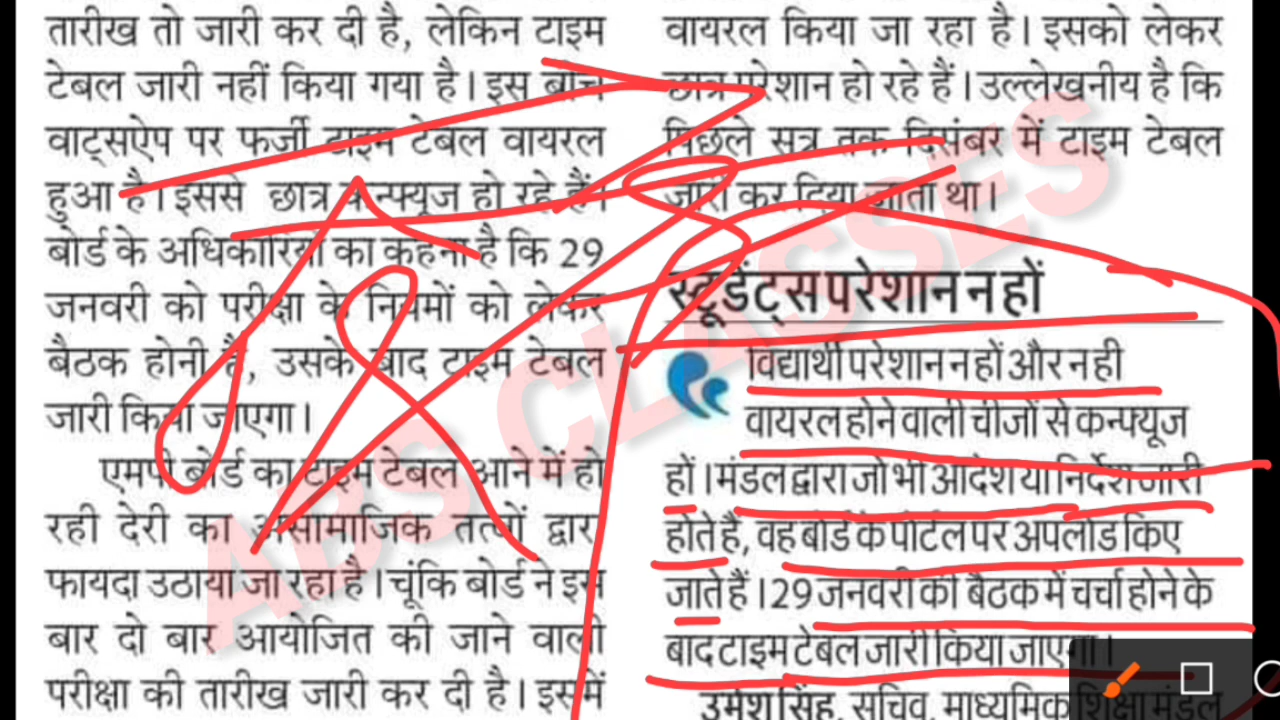 तारीख तो जारी कर दी है, लेकिन टाइम
टेबल जारी नहीं किया गया है। इस बीच
वाट्सऐप पर फर्जी टाइम टेबल वायरल
हुआ है। इससे छात्र कन्फ्यूज हो रहे हैं।
बोर्ड के अधिकारियों का कहना है कि 29
जनवरी को परीक्षा के नियमों को लेकर
बैठक होनी है, उसके बाद टाइम टेबल
जारी किया जाएगा।
एमपी बोर्ड का टाइम टेबल आने में हो
रही देरी का असामाजिक तत्वों द्वार
फायदा उठाया जा रहा है। चूंकि बोर्ड ने इस
बार दो बार आयोजित की जाने वाली
परीक्षा की तारीख जारी कर दी है। इसमें
वायरल किया जा रहा है। इसको लेकर
छात्र परेशान हो रहे हैं। उल्लेखनीय है कि
पिछले सत्र तक दिसंबर में टाइम टेबल
जारी कर दिया जाता था।
स्टूडेंट्स परेशान न हों
विद्यार्थी परेशान न हों और न ही
वायरल होने वाली चीजों से कन्फ्यूज
हों। मंडल द्वारा जो भी आदेश या निर्देश जारी
होते हैं, वह बोर्ड के पोर्टल पर अपलोड किए
जाते हैं। 29 जनवरी की बैठक में चर्चा होने के
बाद टाइम टेबल जारी किया जाएगा।
उमेश सिंह, सचिव, माध्यमिक शिक्षा मंडल
ABS CLASSES